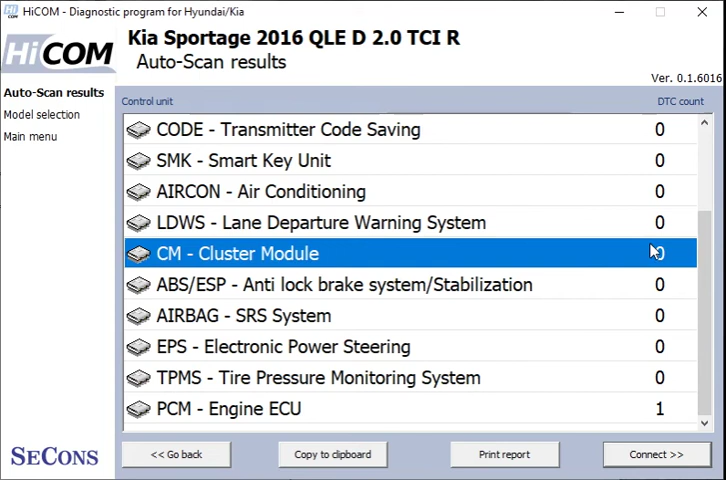 HiCOM - Diagnostic program for Hyundai/Kia
HiCOM
Kia Sportage 2016 QLE D 2.0 TCI R
Auto-Scan results
Ver. 0.1.6016
Auto-Scan results
Model selection
Main menu
Control unit DTC count
CODE - Transmitter Code Saving 0
SMK - Smart Key Unit 0
AIRCON - Air Conditioning 0
LDWS - Lane Departure Warning System 0
CM - Cluster Module 0
ABS/ESP - Anti lock brake system/Stabilization 0
AIRBAG - SRS System 0
EPS - Electronic Power Steering 0
TPMS - Tire Pressure Monitoring System 0
PCM - Engine ECU 1
SECONS
<< Go back Copy to clipboard Print report Connect >>